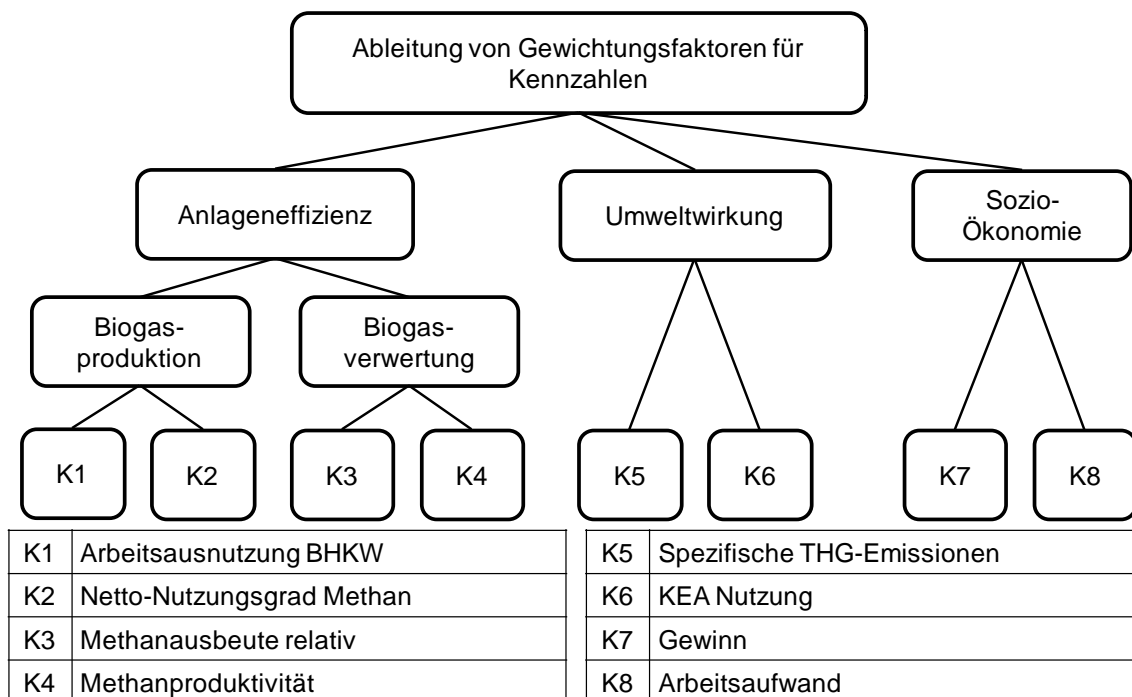 Ableitung von Gewichtungsfaktoren für
Kennzahlen
Anlageneffizienz
Umweltwirkung
Sozio-
Ökonomie
Biogas-
produktion
Biogas-
verwertung
K1
K2
K3
K4
K5
K6
K7
K8
K1 Arbeitsausnutzung BHKW
K2 Netto-Nutzungsgrad Methan
K3 Methanausbeute relativ
K4 Methanproduktivität
K5 Spezifische THG-Emissionen
K6 KEA Nutzung
K7 Gewinn
K8 Arbeitsaufwand